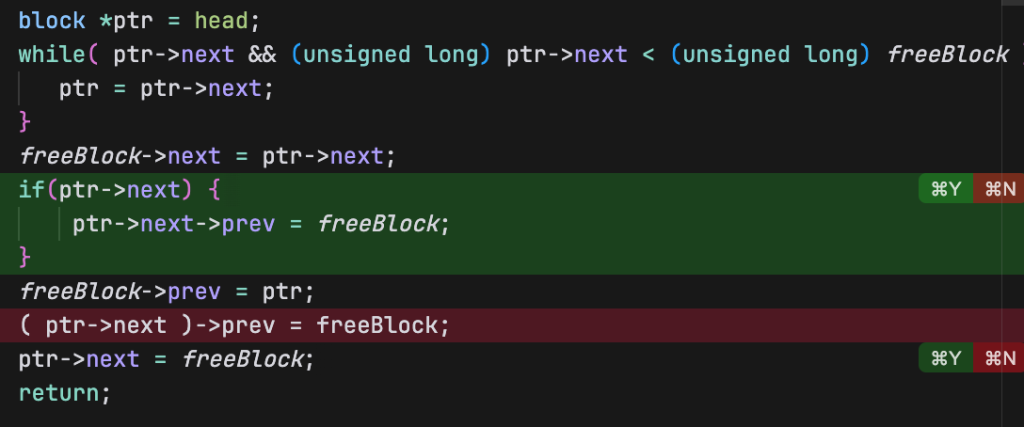 block *ptr = head;
while( ptr->next && (unsigned long) ptr->next < (unsigned long) freeBlock
ptr = ptr->next;
}
freeBlock->next = ptr->next;
if(ptr->next) { ⌘Y ⌘N
ptr->next->prev = freeBlock;
}
freeBlock->prev = ptr;
( ptr->next )->prev = freeBlock;
ptr->next = freeBlock; ⌘Y ⌘N
return;